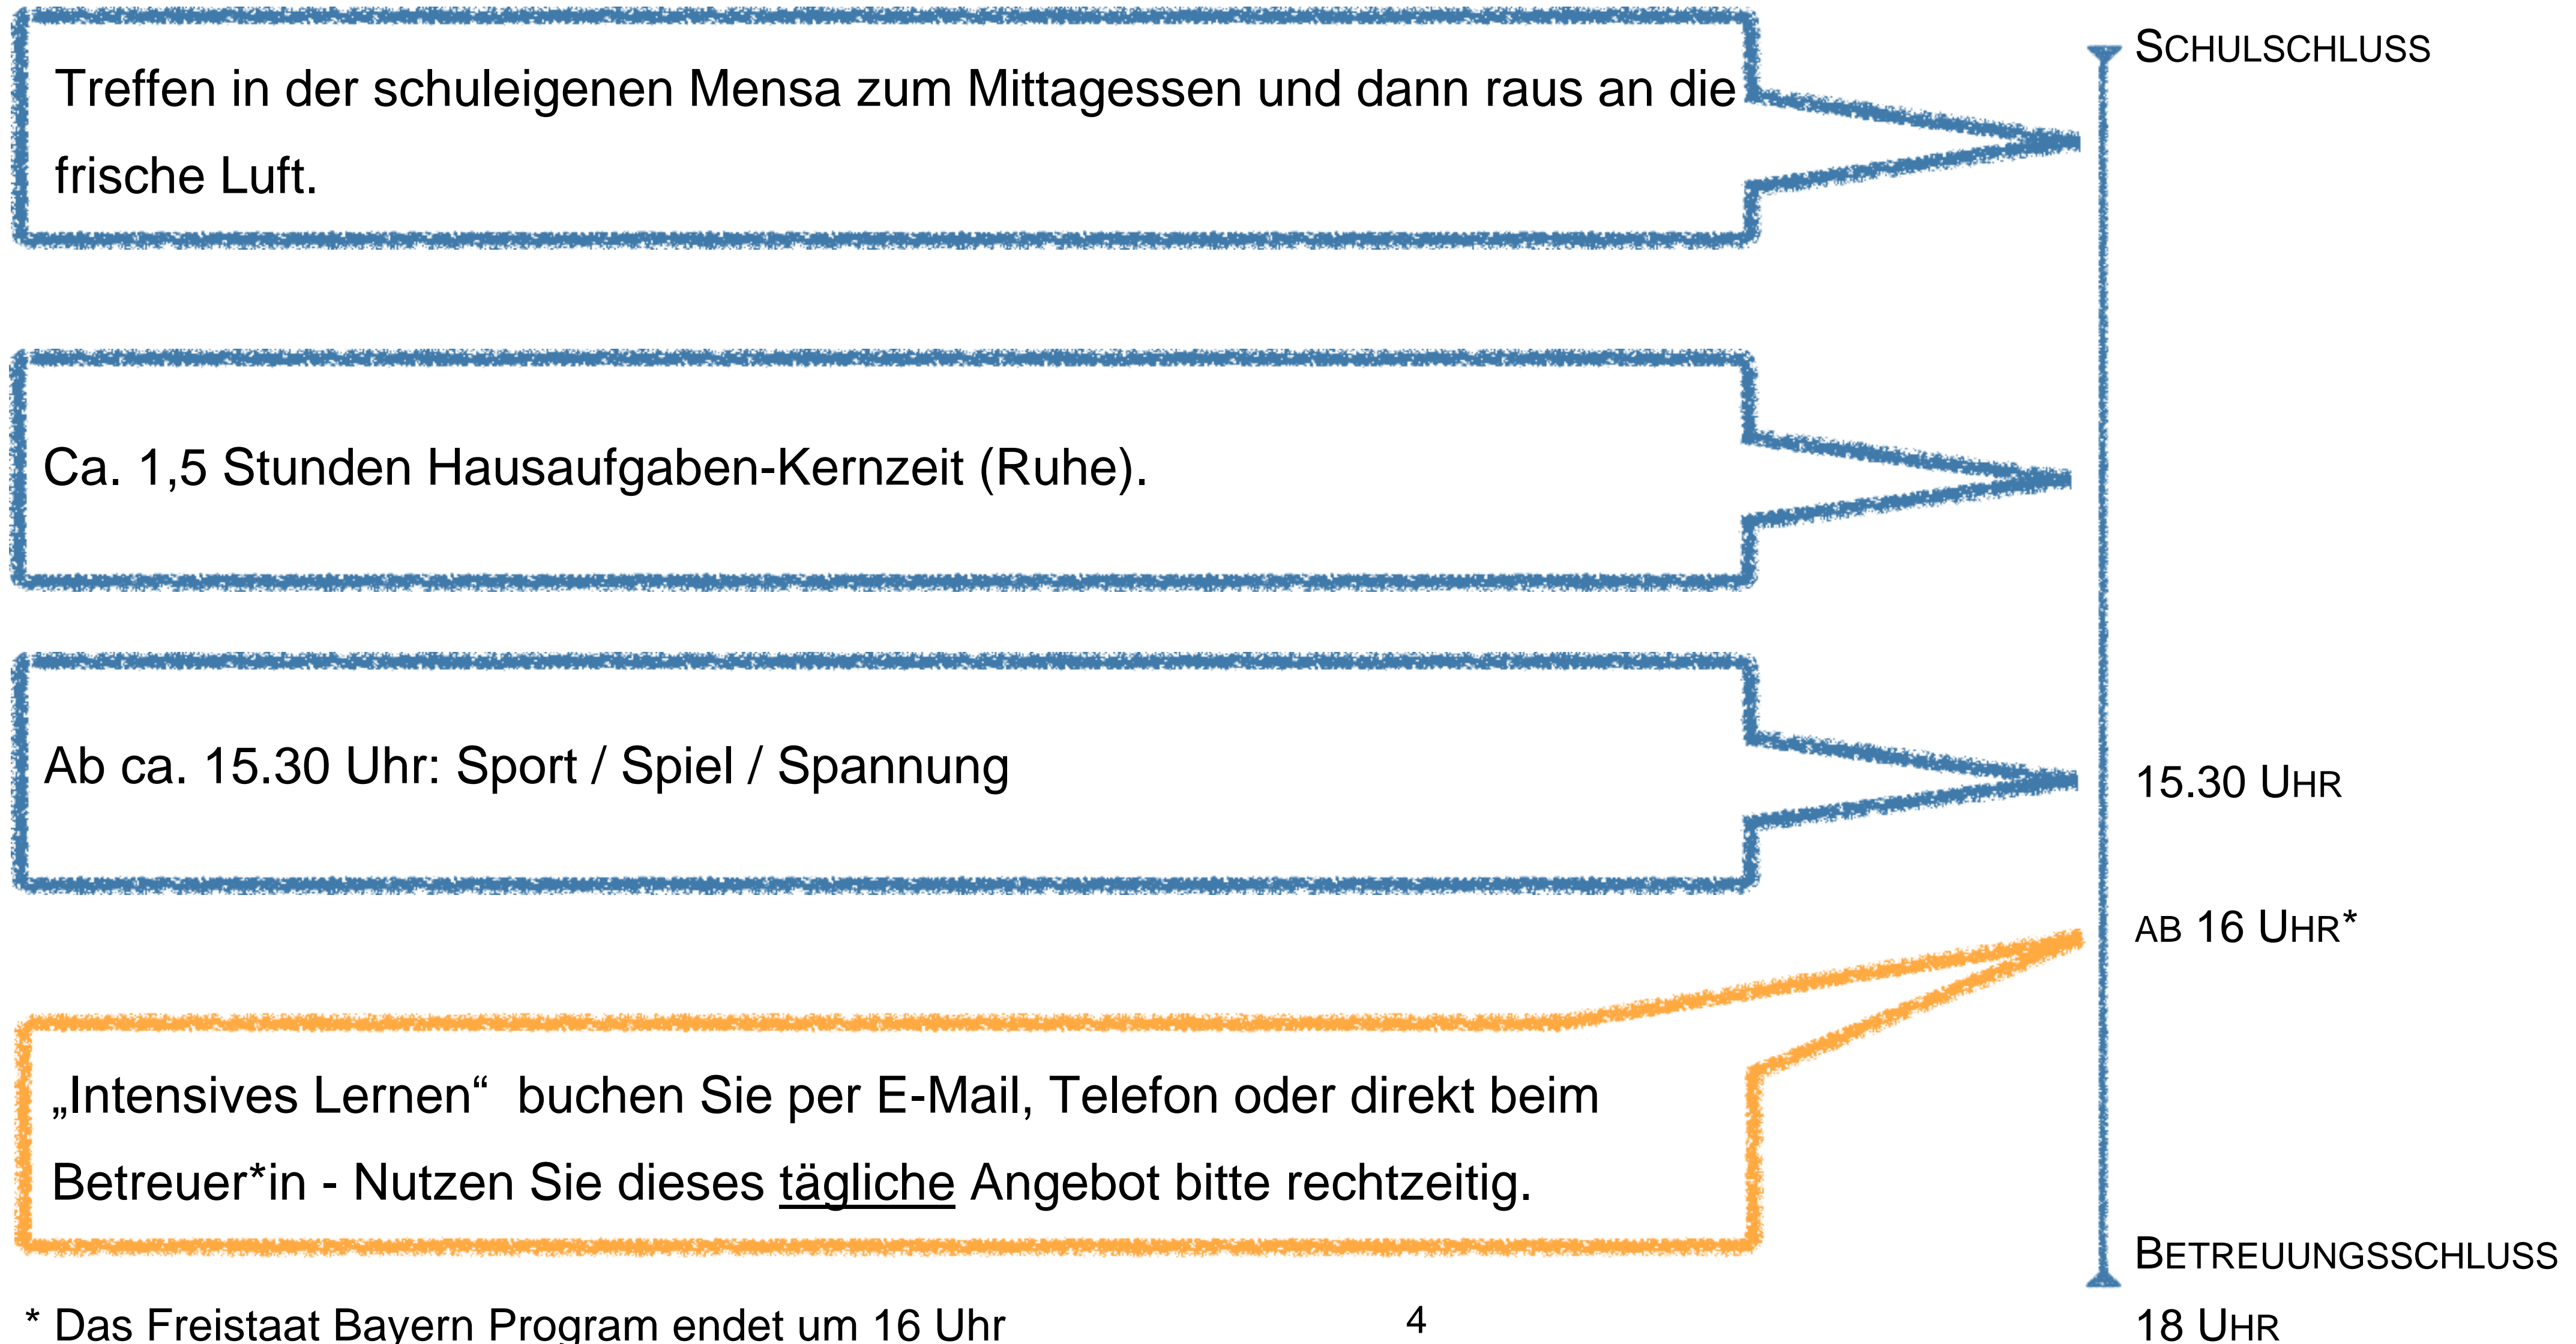 SCHULSCHLUSS
Treffen in der schuleigenen Mensa zum Mittagessen und dann raus an die
frische Luft.
Ca. 1,5 Stunden Hausaufgaben-Kernzeit (Ruhe).
Ab ca. 15.30 Uhr: Sport / Spiel / Spannung
15.30 UHR
AB 16 UHR*
„Intensives Lernen“ buchen Sie per E-Mail, Telefon oder direkt beim
Betreuer*in - Nutzen Sie dieses tägliche Angebot bitte rechtzeitig.
BETREUUNGSSCHLUSS
18 UHR
* Das Freistaat Bayern Program endet um 16 Uhr
4